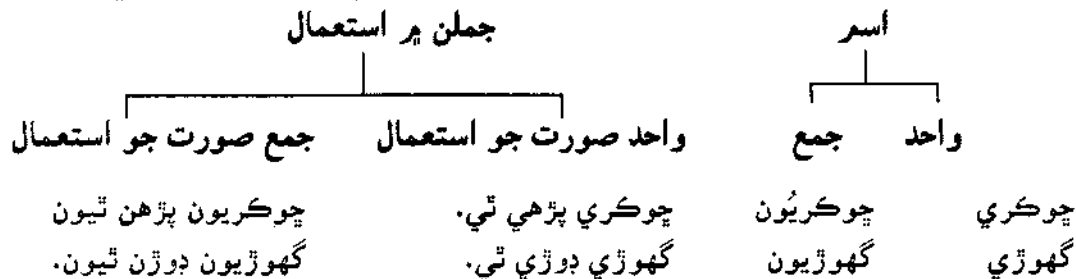 اسم جملن ۾ استعمال
واحد جمع واحد صورت جو استعمال جمع صورت جو استعمال
ڇوڪري ڇوڪريُون ڇوڪري پڙهي ٿي. ڇوڪريون پڙهن ٿيون
گهوڙي گهوڙيون گهوڙي ڊوڙي ٿي. گهوڙيون ڊوڙن ٿيون.